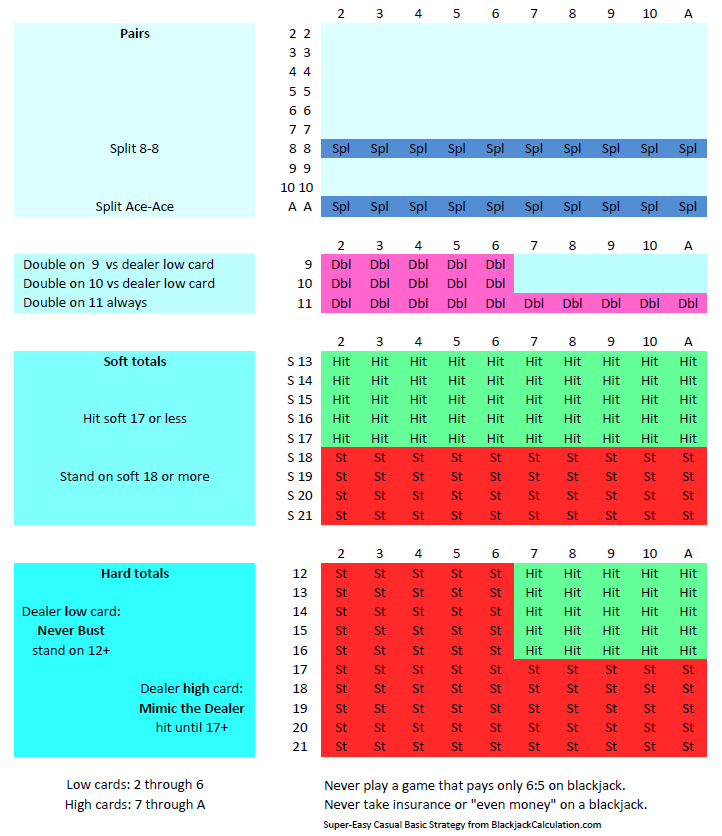 2 3 4 5 6 7 8 9 10 A
Pairs 2 2
3 3
4 4
5 5
6 6
7 7
Split 8-8 8 8 Spl Spl Spl Spl Spl Spl Spl Spl Spl Spl
9 9
10 10
Split Ace-Ace A A Spl Spl Spl Spl Spl Spl Spl Spl Spl Spl
2 3 4 5 6 7 8 9 10 A
Double on 9 vs dealer low card 9 Dbl Dbl Dbl Dbl Dbl
Double on 10 vs dealer low card 10 Dbl Dbl Dbl Dbl Dbl
Double on 11 always 11 Dbl Dbl Dbl Dbl Dbl Dbl Dbl Dbl Dbl Dbl
2 3 4 5 6 7 8 9 10 A
Soft totals S 13 Hit Hit Hit Hit Hit Hit Hit Hit Hit Hit
S 14 Hit Hit Hit Hit Hit Hit Hit Hit Hit Hit
S 15 Hit Hit Hit Hit Hit Hit Hit Hit Hit Hit
Hit soft 17 or less S 16 Hit Hit Hit Hit Hit Hit Hit Hit Hit Hit
S 17 Hit Hit Hit Hit Hit Hit Hit Hit Hit Hit
S 18 St St St St St St St St St St
Stand on soft 18 or more S 19 St St St St St St St St St St
S 20 St St St St St St St St St St
S 21 St St St St St St St St St St
2 3 4 5 6 7 8 9 10 A
Hard totals 12 St St St St St Hit Hit Hit Hit Hit
13 St St St St St Hit Hit Hit Hit Hit
Dealer low card: 14 St St St St St Hit Hit Hit Hit Hit
Never Bust 15 St St St St St Hit Hit Hit Hit Hit
stand on 12+ 16 St St St St St Hit Hit Hit Hit Hit
17 St St St St St St St St St St
Dealer high card: 18 St St St St St St St St St St
Mimic the Dealer 19 St St St St St St St St St St
hit until 17+ 20 St St St St St St St St St St
21 St St St St St St St St St St
Low cards: 2 through 6 Never play a game that pays only 6:5 on blackjack.
High cards: 7 through A Never take insurance or "even money" on a blackjack.
Super-Easy Casual Basic Strategy from BlackjackCalculation.com